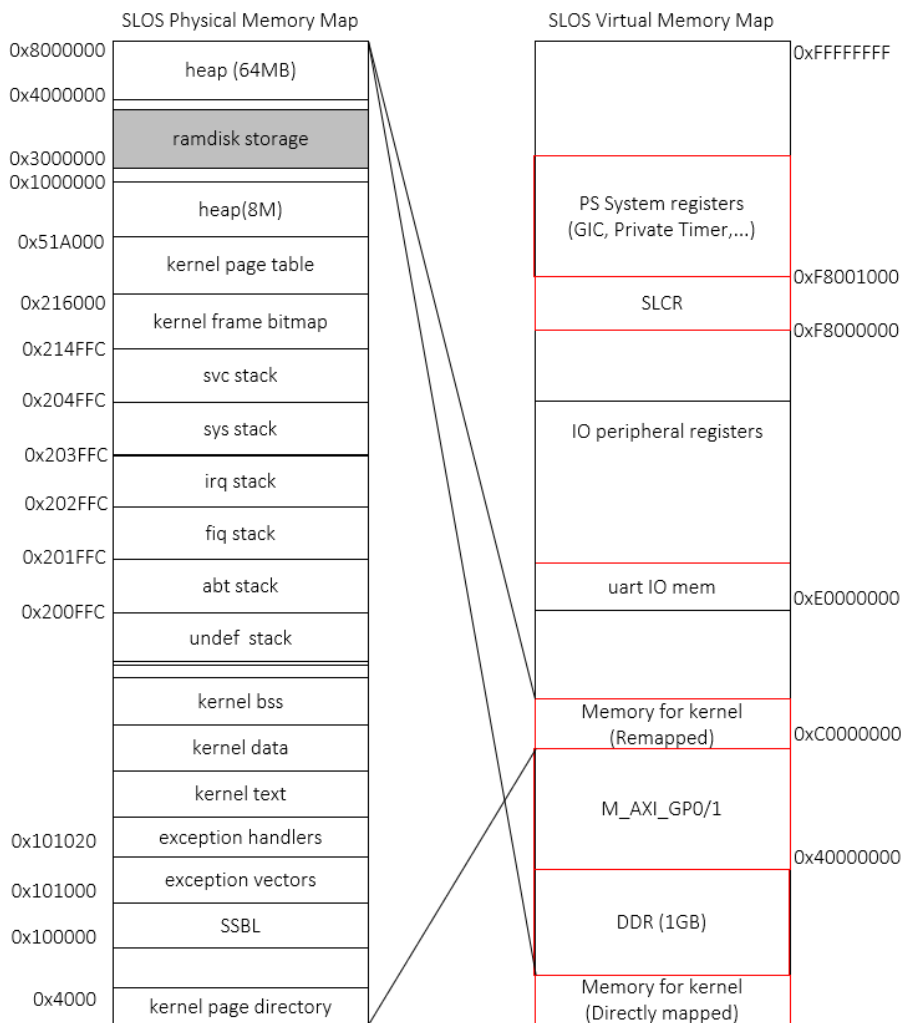 SLOS Physical Memory Map
0x8000000
heap (64MB)
0x4000000
ramdisk storage
0x3000000
0x1000000
heap(8M)
0x51A000
kernel page table
0x216000
kernel frame bitmap
0x214FFC
svc stack
0x204FFC
sys stack
0x203FFC
irq stack
0x202FFC
fiq stack
0x201FFC
abt stack
0x200FFC
undef stack
kernel bss
kernel data
kernel text
0x101020
exception handlers
exception vectors
0x101000
SSBL
0x100000
0x4000
kernel page directory
SLOS Virtual Memory Map
0xFFFFFFFF
PS System registers
(GIC, Private Timer,...)
0xF8001000
SLCR
0xF8000000
IO peripheral registers
uart IO mem
0xE0000000
Memory for kernel
(Remapped)
0xC0000000
M_AXI_GP0/1
0x40000000
DDR (1GB)
Memory for kernel
(Directly mapped)